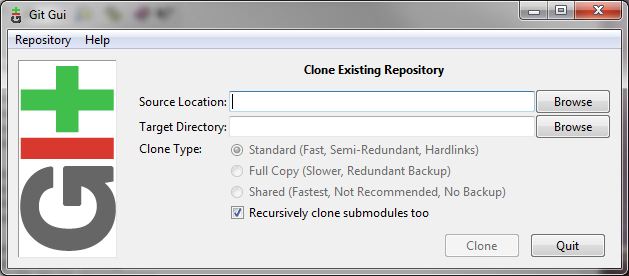 Git Gui
Repository Help
Clone Existing Repository
Source Location: Browse
Target Directory: Browse
Clone Type: Standard (Fast, Semi-Redundant, Hardlinks)
Full Copy (Slower, Redundant Backup)
Shared (Fastest, Not Recommended, No Backup)
Recursively clone submodules too
Clone Quit
GIT